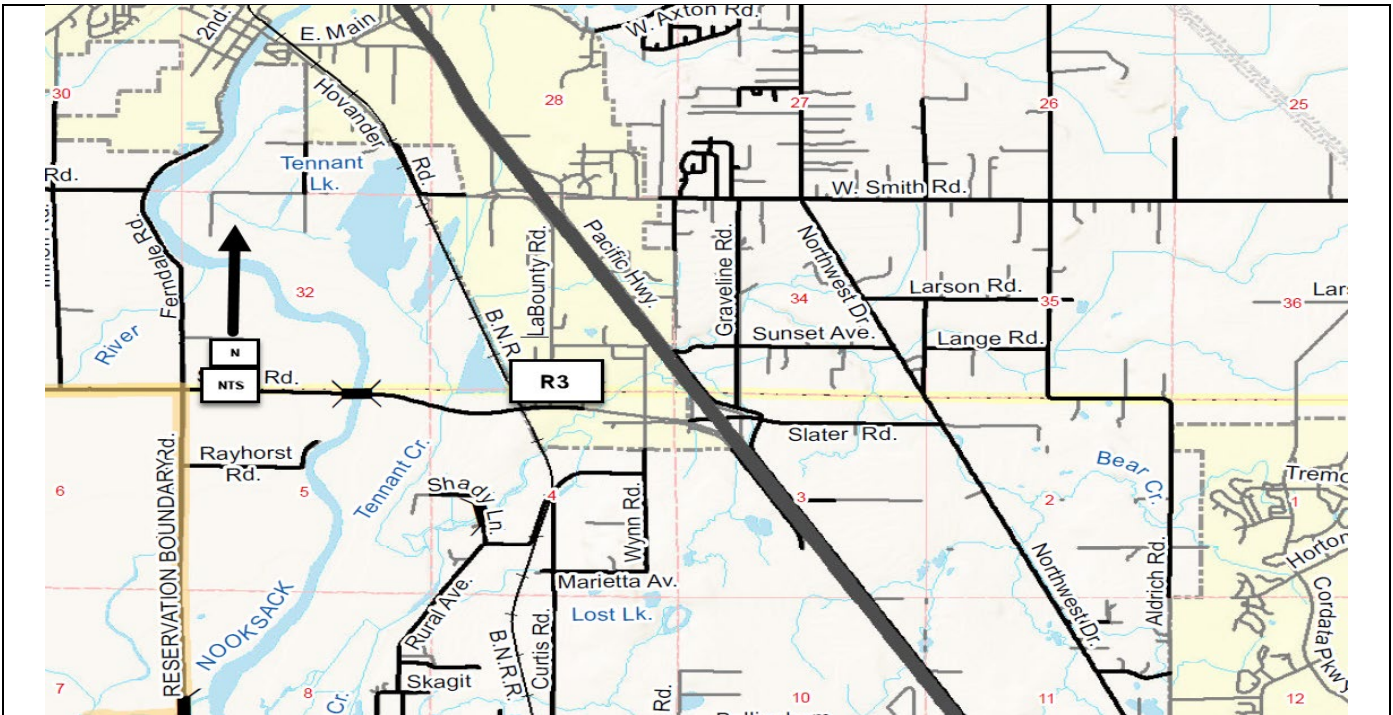 2nd.
E. Main
W. Axton Rd.
30
28
27
26
25
Hovander
Rd.
Tennant
Lk.
Rd.
W. Smith Rd.
Ferndale Rd.
32
River
B.N.R
LaBounty Rd.
Pacific Hwy.
Graveline Rd.
34
Northwest Dr.
Larson Rd.
35
36
Lars
Sunset Ave.
Lange Rd.
N
NTS
Rd.
R3
Slater Rd.
RESERVATION BOUNDARY Rd.
Rayhorst
Rd.
Tennant Cr.
Bear Cr.
6
5
Shady Ln.
4
Wynn Rd.
3
2
1
Tremo
Horton
NOOKSACK
Rural Ave.
Marietta Av.
Lost Lk.
B.N.R.R.
Curtis Rd.
Northwest Dr.
Aldrich Rd.
Cordata Pkwy
7
8
Skagit
Cr.
Rd.
10
11
12